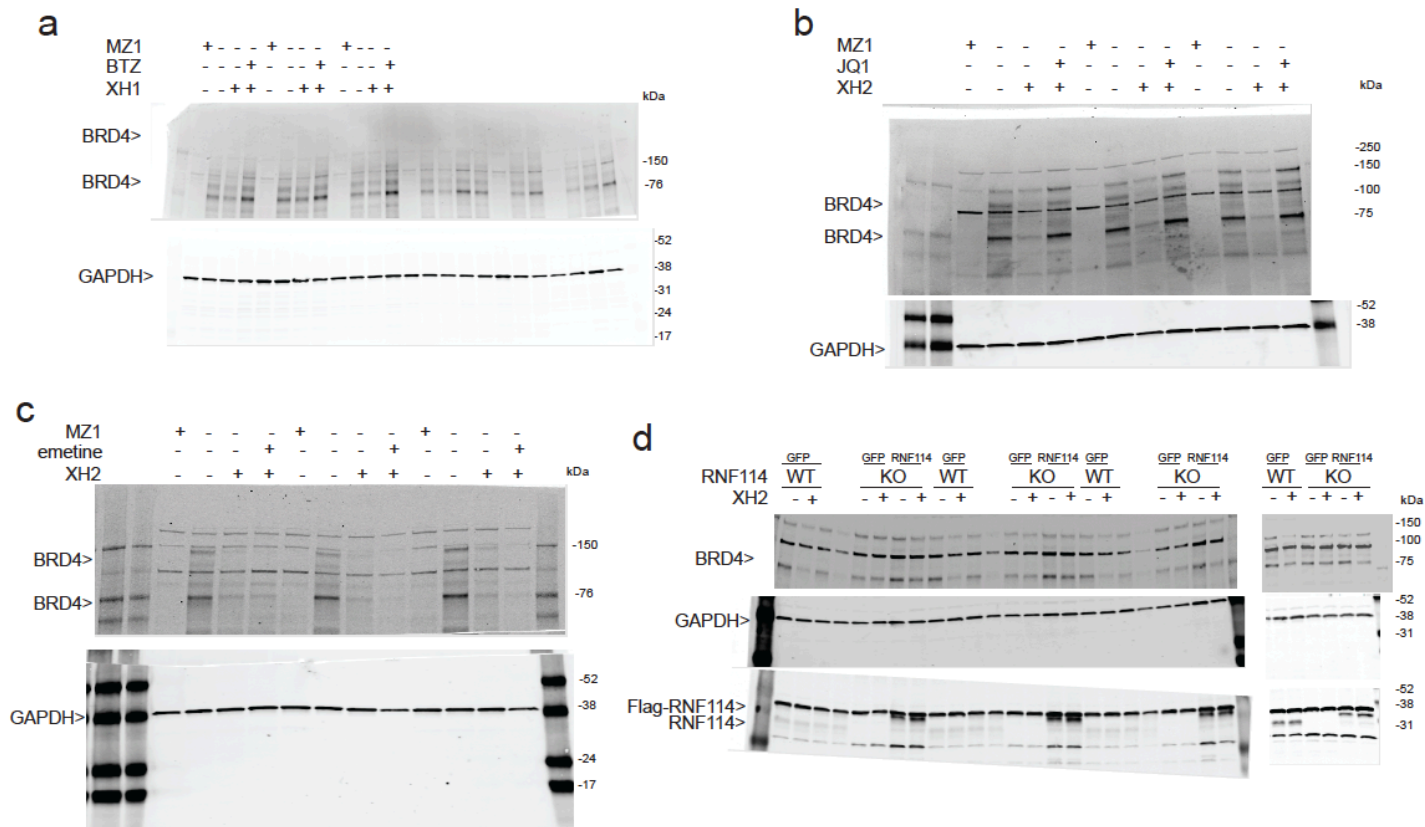 a
MZ1 + - - - + - - - + - - -
BTZ - - - + - - - + - - - +
XH1 - - + + - - + + - - + +
kDa
BRD4>
-150
BRD4> -76
-52
GAPDH> -38
-31
-24
-17
b
MZ1 + - - - + - - - + - - -
JQ1 - - - + - - - + - - - +
XH2 - - + + - - + + - - + + kDa
-250
-150
-100
BRD4> -75
BRD4>
-52
-38
GAPDH>
c
MZ1 + - - - + - - - + - - -
emetine - - - + - - - + - - - +
XH2 - - + + - - + + - - + + kDa
-150
BRD4>
BRD4> -76
-52
GAPDH> -38
-24
-17
d
GFP GFP RNF114 GFP GFP RNF114 GFP GFP RNF114 GFP GFP RNF114
RNF114 WT KO WT KO WT KO WT KO
XH2 - + - + - + - + - + - + - + - + - + - + - + - + kDa
-150
-100
BRD4> -75
-52
GAPDH> -38
-31
-52
Flag-RNF114> -38
RNF114> -31